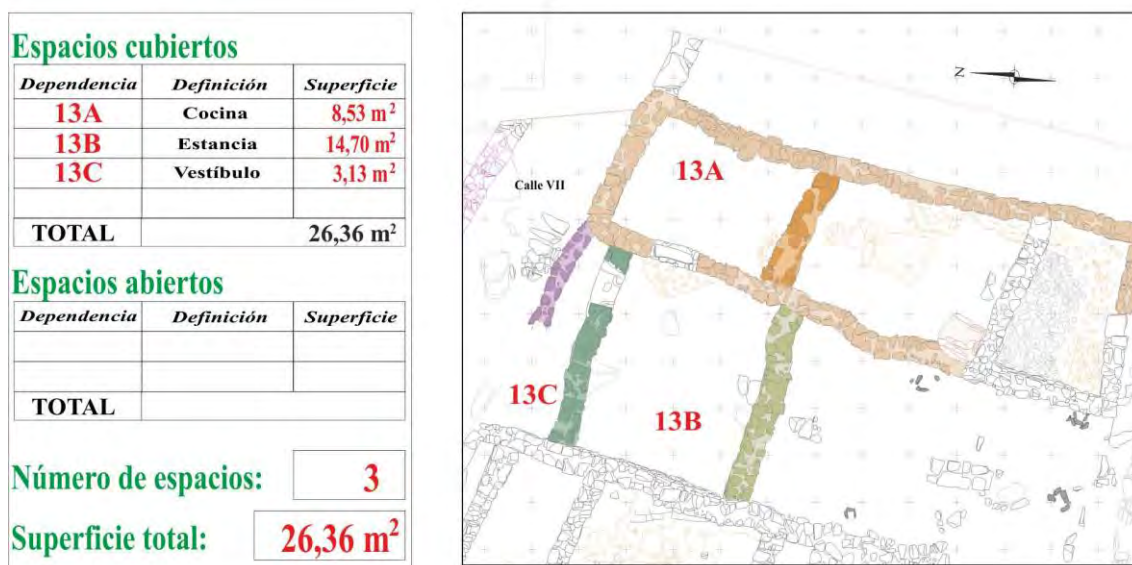 Espacios cubiertos
Dependencia Definición Superficie
13A Cocina 8,53 m²
13B Estancia 14,70 m²
13C Vestíbulo 3,13 m²
TOTAL 26,36 m²
Espacios abiertos
Dependencia Definición Superficie
TOTAL
Número de espacios: 3
Superficie total: 26,36 m²
N
13A
Calle VII
13C
13B